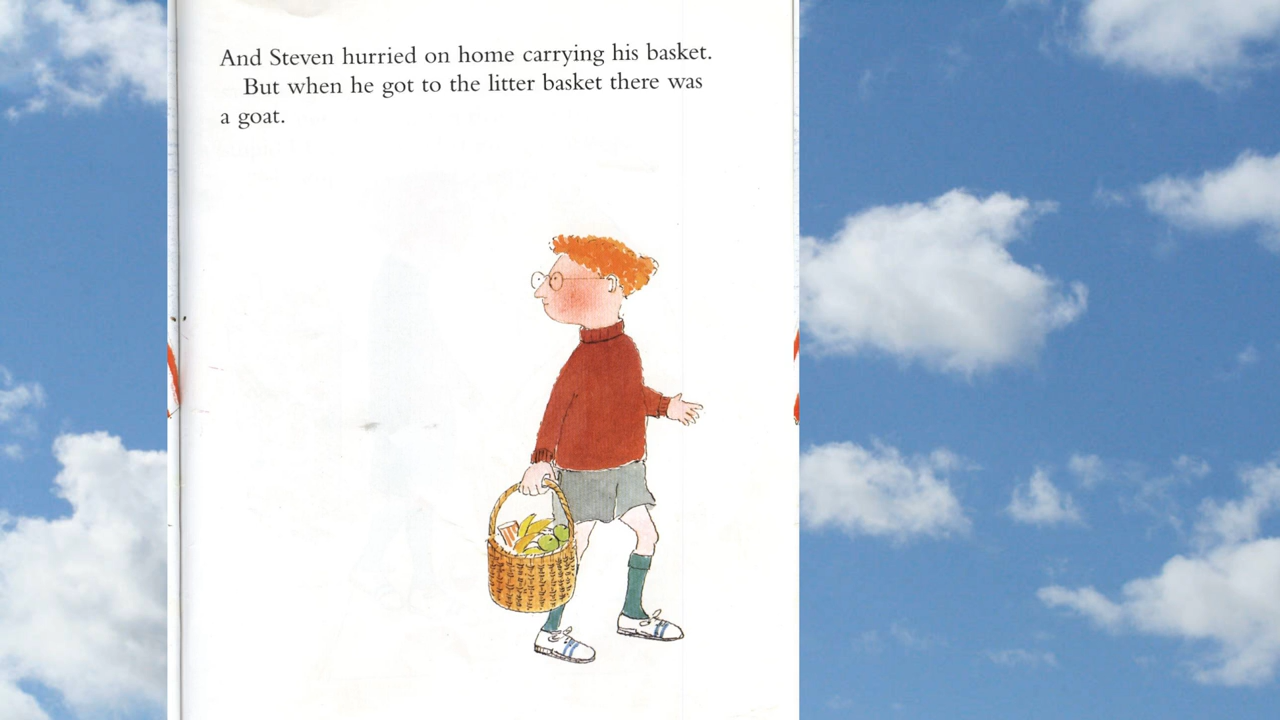 And Steven hurried on home carrying his basket.
But when he got to the litter basket there was
a goat.